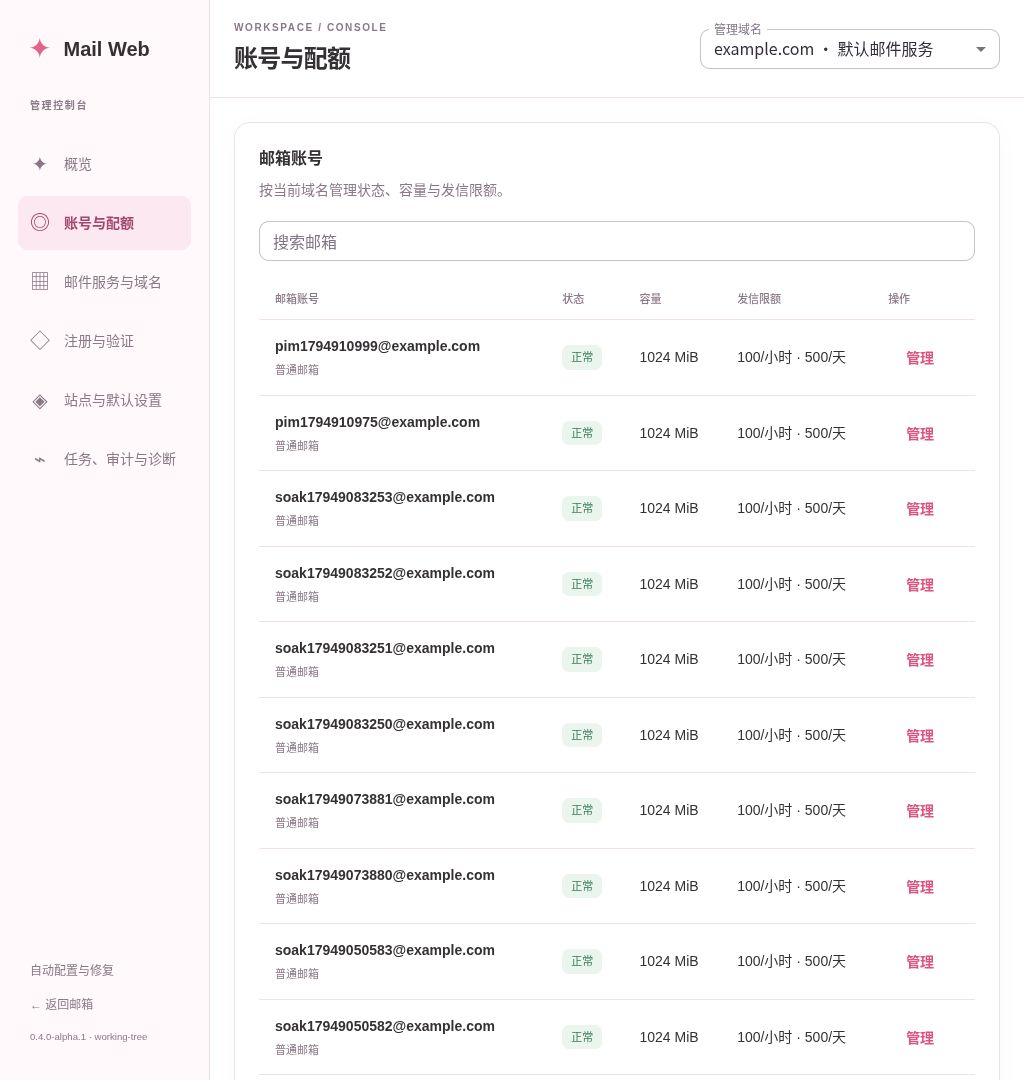 Mail Web
管理控制台
概览
账号与配额
邮件服务与域名
注册与验证
站点与默认设置
任务、审计与诊断
自动配置与修复
← 返回邮箱
0.4.0-alpha.1 · working-tree
WORKSPACE / CONSOLE
账号与配额
管理域名
example.com · 默认邮件服务
邮箱账号
按当前域名管理状态、容量与发信限额。
搜索邮箱
邮箱账号 状态 容量 发信限额 操作
pim1794910999@example.com
普通邮箱
正常 1024 MiB 100/小时 · 500/天 管理
pim1794910975@example.com
普通邮箱
正常 1024 MiB 100/小时 · 500/天 管理
soak17949083253@example.com
普通邮箱
正常 1024 MiB 100/小时 · 500/天 管理
soak17949083252@example.com
普通邮箱
正常 1024 MiB 100/小时 · 500/天 管理
soak17949083251@example.com
普通邮箱
正常 1024 MiB 100/小时 · 500/天 管理
soak17949083250@example.com
普通邮箱
正常 1024 MiB 100/小时 · 500/天 管理
soak17949073881@example.com
普通邮箱
正常 1024 MiB 100/小时 · 500/天 管理
soak17949073880@example.com
普通邮箱
正常 1024 MiB 100/小时 · 500/天 管理
soak17949050583@example.com
普通邮箱
正常 1024 MiB 100/小时 · 500/天 管理
soak17949050582@example.com
普通邮箱
正常 1024 MiB 100/小时 · 500/天 管理